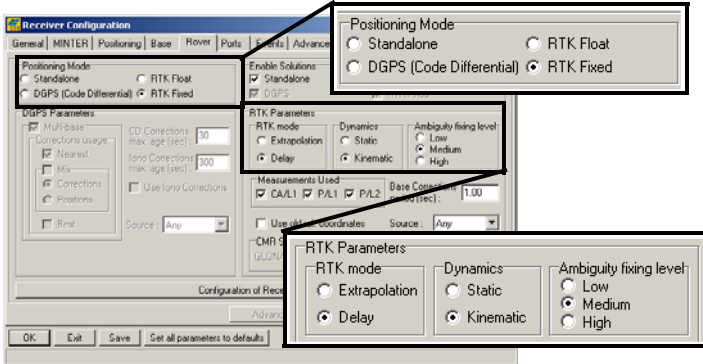 Receiver Configuration
General MINTER Positioning Base Rover Ports Events Advance
Positioning Mode
Standalone RTK Float
DGPS (Code Differential) RTK Fixed
Enable Solutions
Standalone
DGPS
DGPS Parameters
Multi-base
Corrections usage
Nearest
Mix
Corrections
Positions
Best
CD Corrections
max. age (sec) : 30
Iono Corrections
max. age (sec) : 300
Use Iono Corrections
Source : Any
RTK Parameters
RTK mode
Extrapolation
Delay
Dynamics
Static
Kinematic
Ambiguity fixing level
Low
Medium
High
Measurements Used
CA/L1 P/L1 P/L2
Base Corrections
period (sec) : 1.00
Use coordinates Source : Any
CMR S
GLONA
Configuration of Rece
Advan
OK Exit Save Set all parameters to defaults
Positioning Mode
Standalone RTK Float
DGPS (Code Differential) RTK Fixed
RTK Parameters
RTK mode
Extrapolation
Delay
Dynamics
Static
Kinematic
Ambiguity fixing level
Low
Medium
High